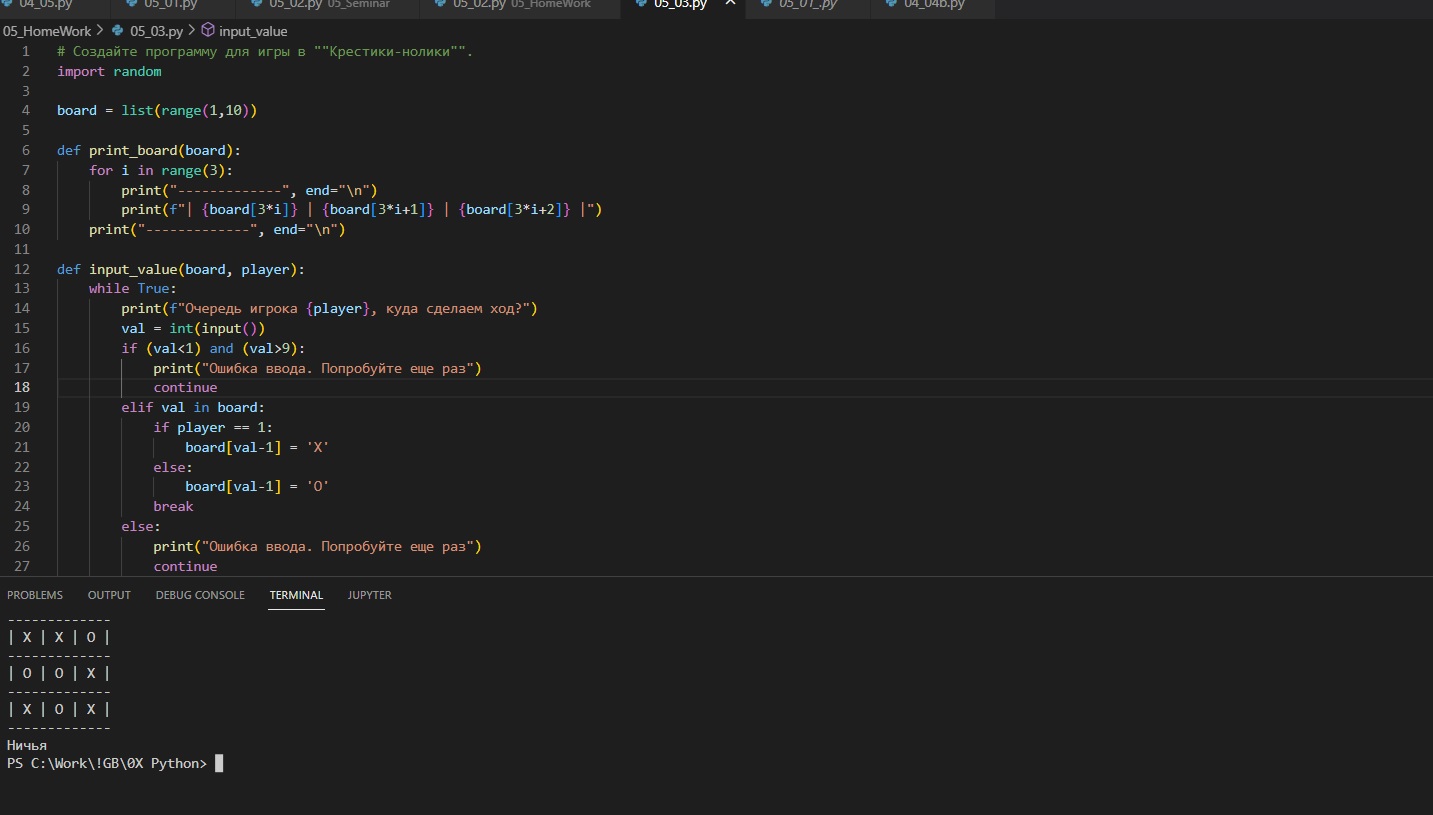 04_05.py 05_01.py 05_02.py 05_Seminar 05_02.py 05_HomeWork 05_03.py 05_01_.py 04_04b.py
05_HomeWork > 05_03.py > input_value
1 # Создайте программу для игры в ""Крестики-нолики"".
2 import random
3
4 board = list(range(1,10))
5
6 def print_board(board):
7 for i in range(3):
8 print("-------------", end="\n")
9 print(f"| {board[3*i]} | {board[3*i+1]} | {board[3*i+2]} |")
10 print("-------------", end="\n")
11
12 def input_value(board, player):
13 while True:
14 print(f"Очередь игрока {player}, куда сделаем ход?")
15 val = int(input())
16 if (val<1) and (val>9):
17 print("Ошибка ввода. Попробуйте еще раз")
18 continue
19 elif val in board:
20 if player == 1:
21 board[val-1] = 'X'
22 else:
23 board[val-1] = 'O'
24 break
25 else:
26 print("Ошибка ввода. Попробуйте еще раз")
27 continue
PROBLEMS OUTPUT DEBUG CONSOLE TERMINAL JUPYTER
-------------
| X | X | O |
-------------
| O | O | X |
-------------
| X | O | X |
-------------
Ничья
PS C:\Work\!GB\0X Python>